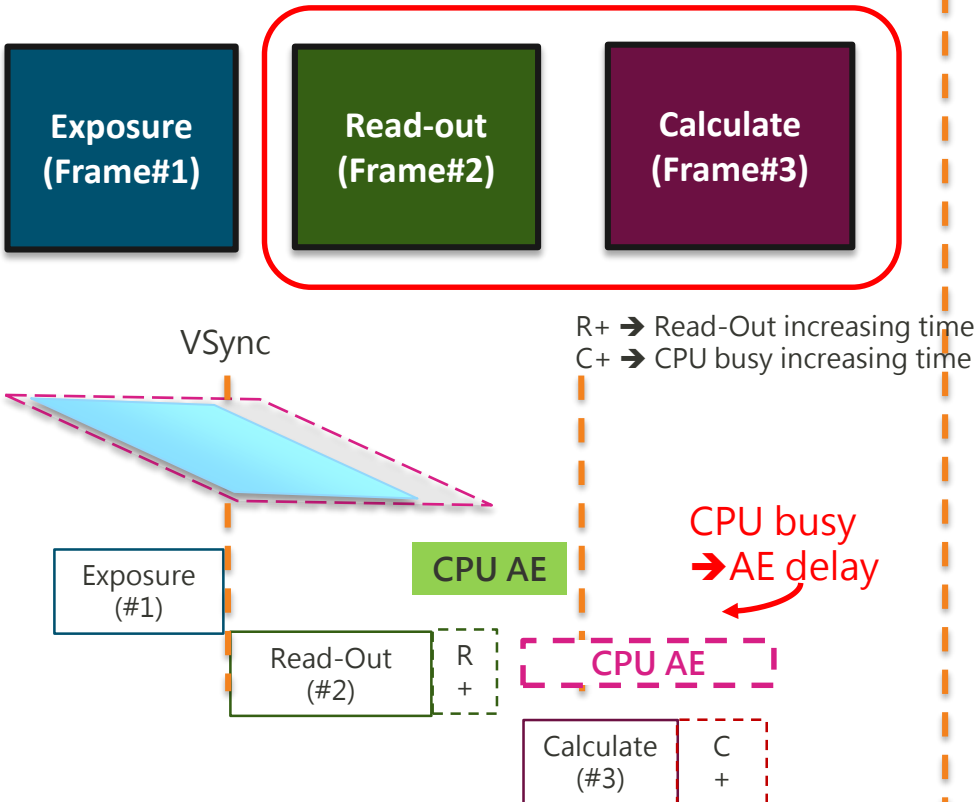 Exposure
(Frame#1)
Read-out
(Frame#2)
Calculate
(Frame#3)
VSync
R+ ➔ Read-Out increasing time
C+ ➔ CPU busy increasing time
CPU busy
➔AE delay
CPU AE
Exposure
(#1)
Read-Out
(#2)
R
+
CPU AE
Calculate
(#3)
C
+